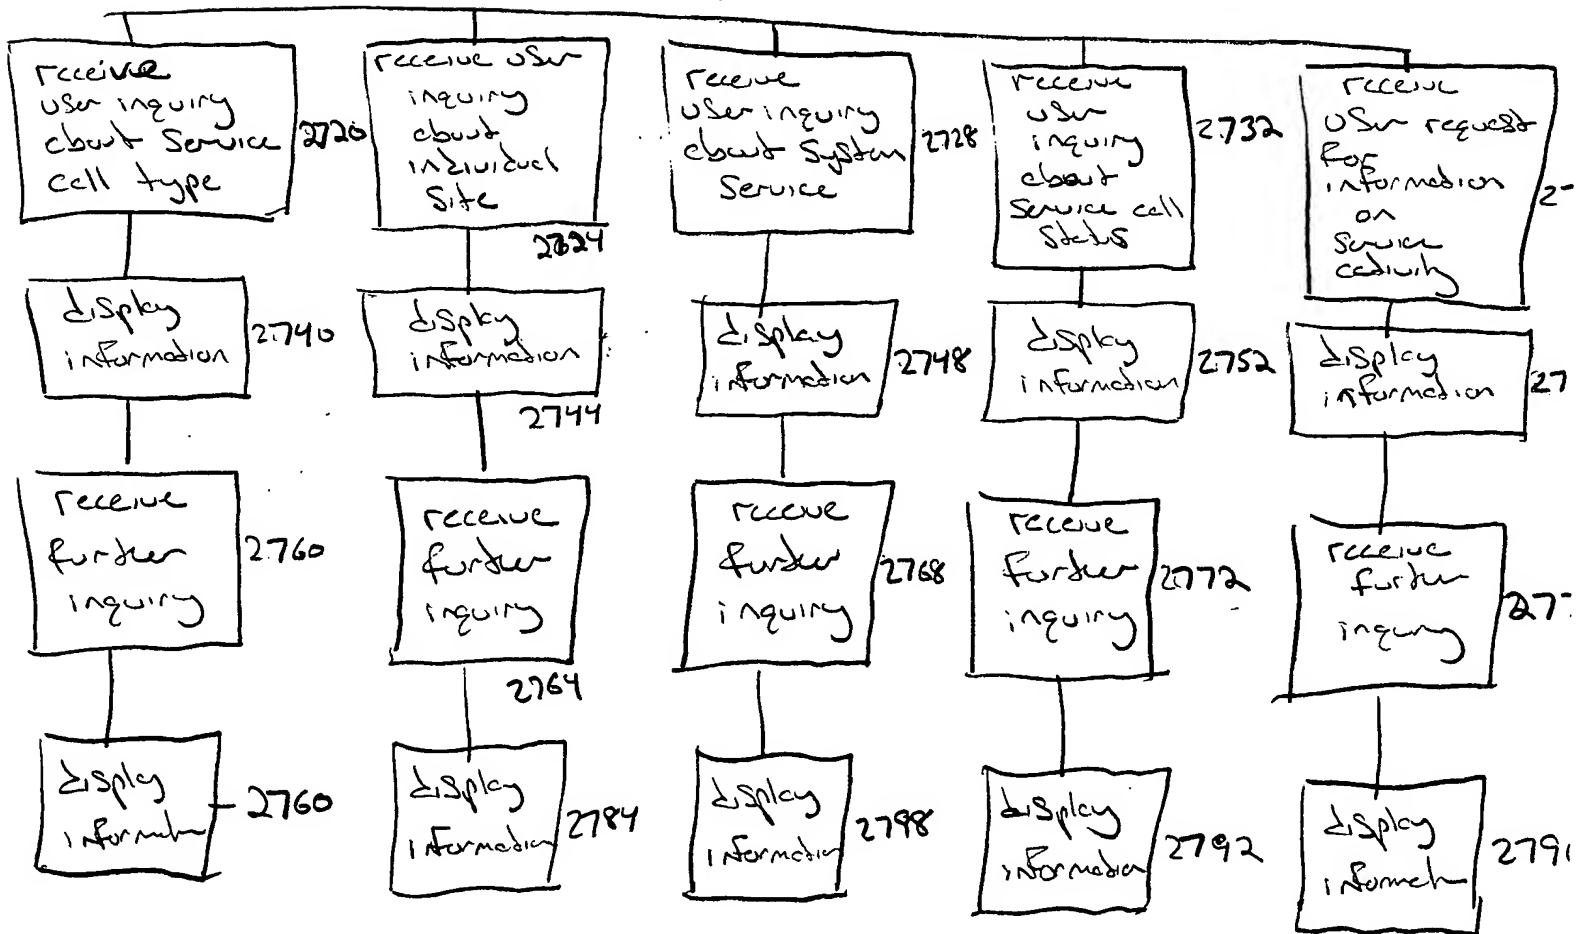 receive
user inquiry
about Service
call type
2720
display
information
2740
receive
further
inquiry
2760
display
information
2760
receive user
inquiry
about
individual
Site
2724
display
information
2744
receive
further
inquiry
2764
display
information
2784
receive
user inquiry
about System
Service
2728
display
information
2748
receive
further
inquiry
2768
display
information
2798
receive
user
inquiry
about
Service call
Status
2732
display
information
2752
receive
further
inquiry
2772
display
information
2792
receive
user request
for
information
on
service
activity
2
display
information
27
receive
further
inquiry
27
display
information
279